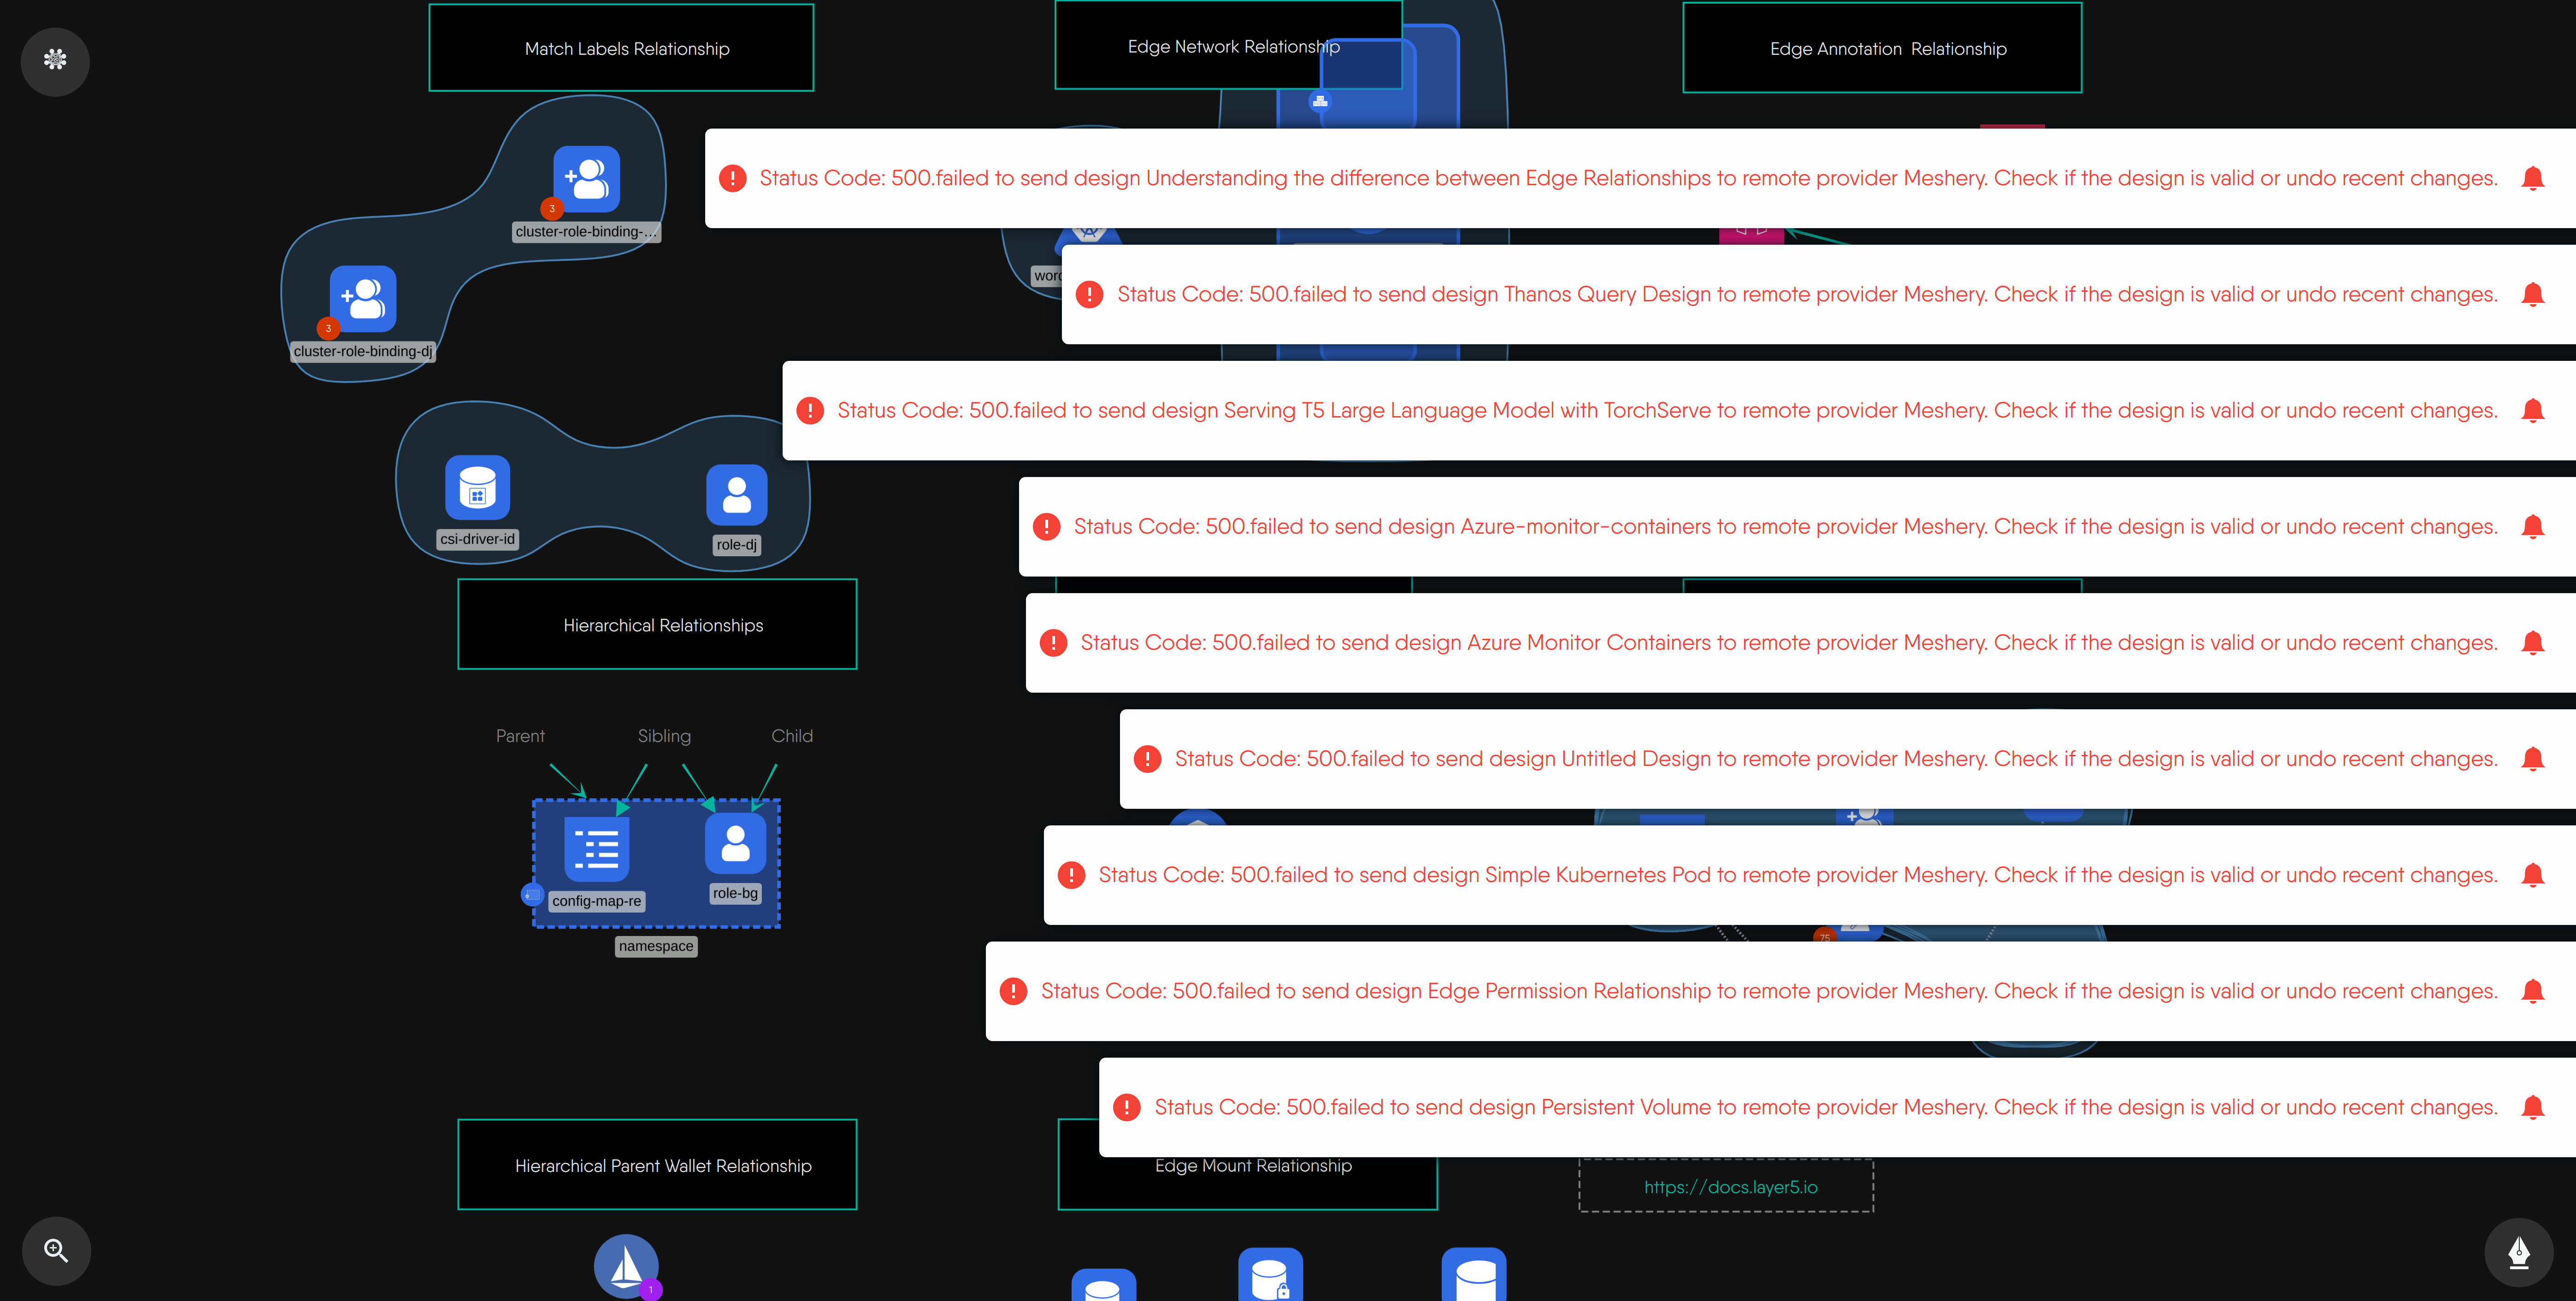 Match Labels Relationship
Edge Network Relationship
Edge Annotation  Relationship
3
cluster-role-binding-...
3
cluster-role-binding-dj
Status Code: 500.failed to send design Understanding the difference between Edge Relationships to remote provider Meshery. Check if the design is valid or undo recent changes.
Status Code: 500.failed to send design Thanos Query Design to remote provider Meshery. Check if the design is valid or undo recent changes.
Status Code: 500.failed to send design Serving T5 Large Language Model with TorchServe to remote provider Meshery. Check if the design is valid or undo recent changes.
csi-driver-id
role-dj
Status Code: 500.failed to send design Azure-monitor-containers to remote provider Meshery. Check if the design is valid or undo recent changes.
Hierarchical Relationships
Status Code: 500.failed to send design Azure Monitor Containers to remote provider Meshery. Check if the design is valid or undo recent changes.
Parent
Sibling
Child
Status Code: 500.failed to send design Untitled Design to remote provider Meshery. Check if the design is valid or undo recent changes.
config-map-re
role-bg
namespace
Status Code: 500.failed to send design Simple Kubernetes Pod to remote provider Meshery. Check if the design is valid or undo recent changes.
75
Status Code: 500.failed to send design Edge Permission Relationship to remote provider Meshery. Check if the design is valid or undo recent changes.
Status Code: 500.failed to send design Persistent Volume to remote provider Meshery. Check if the design is valid or undo recent changes.
Hierarchical Parent Wallet Relationship
Edge Mount Relationship
https://docs.layer5.io
1